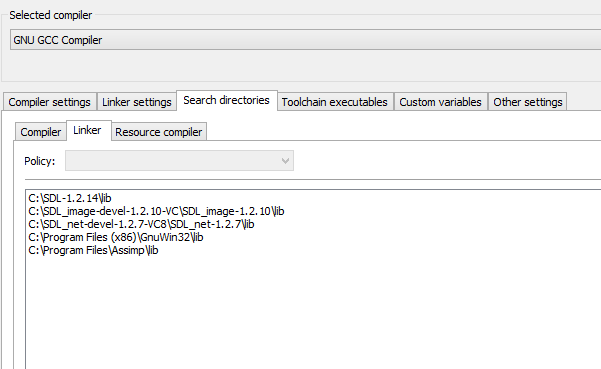 Selected compiler
GNU GCC Compiler
Compiler settings Linker settings Search directories Toolchain executables Custom variables Other settings
Compiler Linker Resource compiler
Policy:
C:\SDL-1.2.14\lib
C:\SDL_image-devel-1.2.10-VC\SDL_image-1.2.10\lib
C:\SDL_net-devel-1.2.7-VC8\SDL_net-1.2.7\lib
C:\Program Files (x86)\GnuWin32\lib
C:\Program Files\Assimp\lib